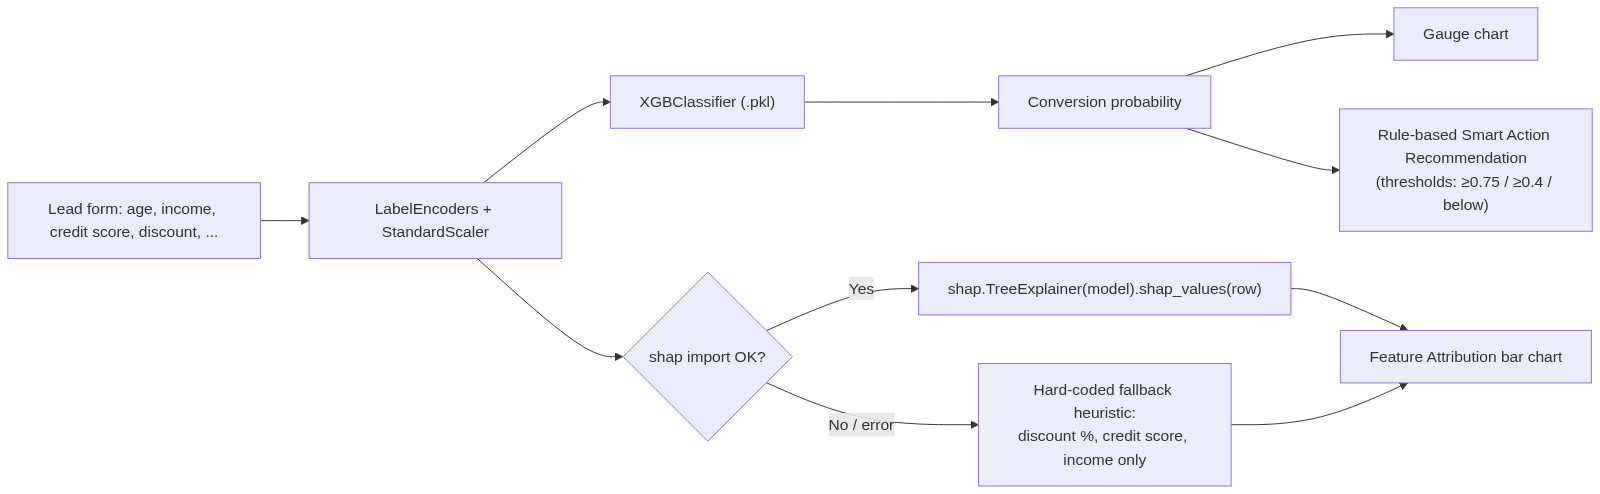 Lead form: age, income,
credit score, discount, ...
LabelEncoders +
StandardScaler
XGBClassifier (.pkl)
Conversion probability
Gauge chart
Rule-based Smart Action
Recommendation
(thresholds: ≥0.75 / ≥0.4 /
below)
shap import OK?
Yes
shap.TreeExplainer(model).shap_values(row)
No / error
Hard-coded fallback
heuristic:
discount %, credit score,
income only
Feature Attribution bar chart